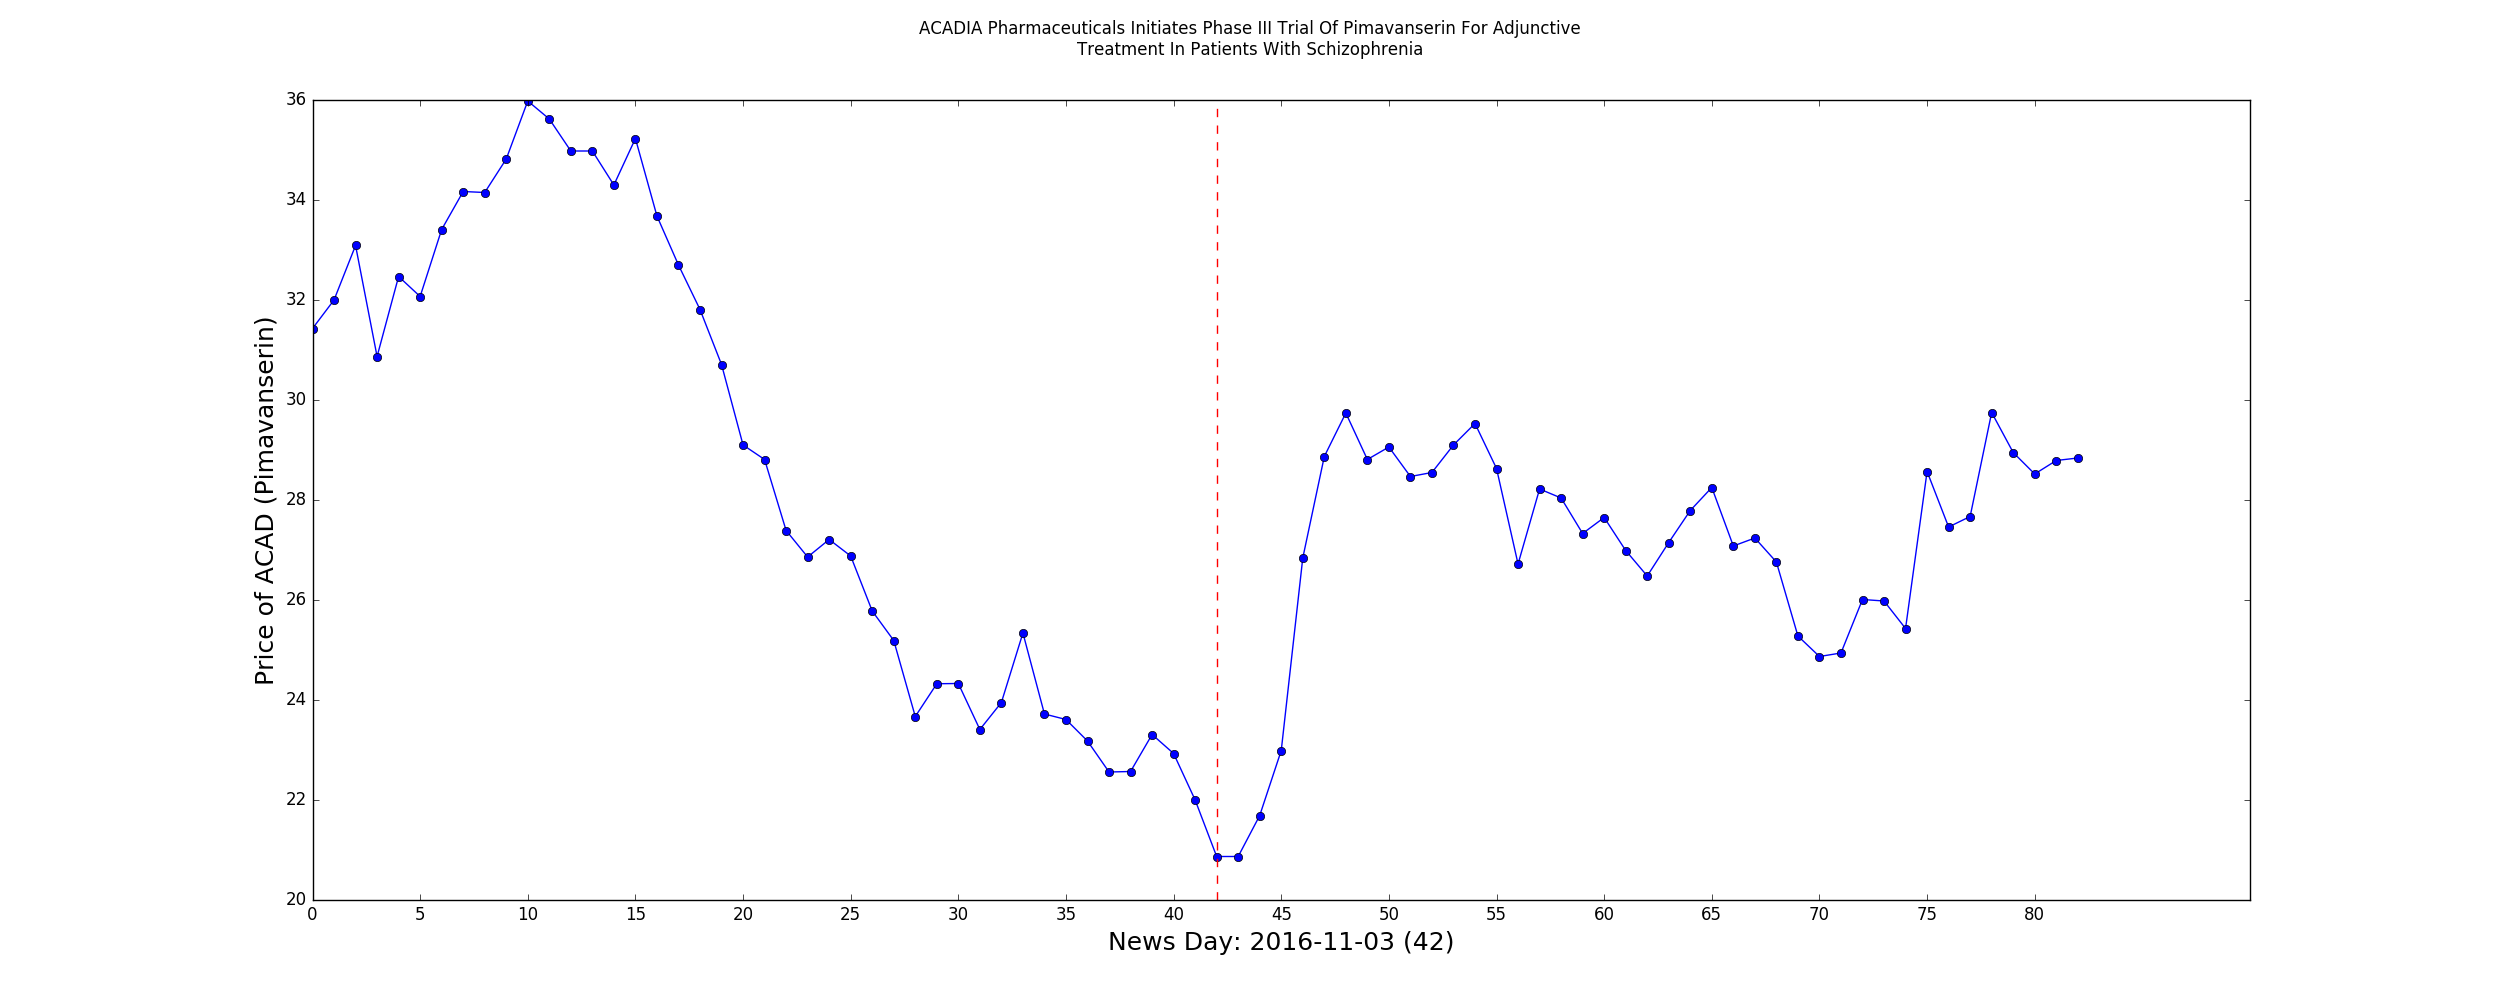 ACADIA Pharmaceuticals Initiates Phase III Trial Of Pimavanserin For Adjunctive
Treatment In Patients With Schizophrenia
36
34
32
30
28
26
24
22
20
Price of ACAD (Pimavanserin)
0 5 10 15 20 25 30 35 40 45 50 55 60 65 70 75 80
News Day: 2016-11-03 (42)